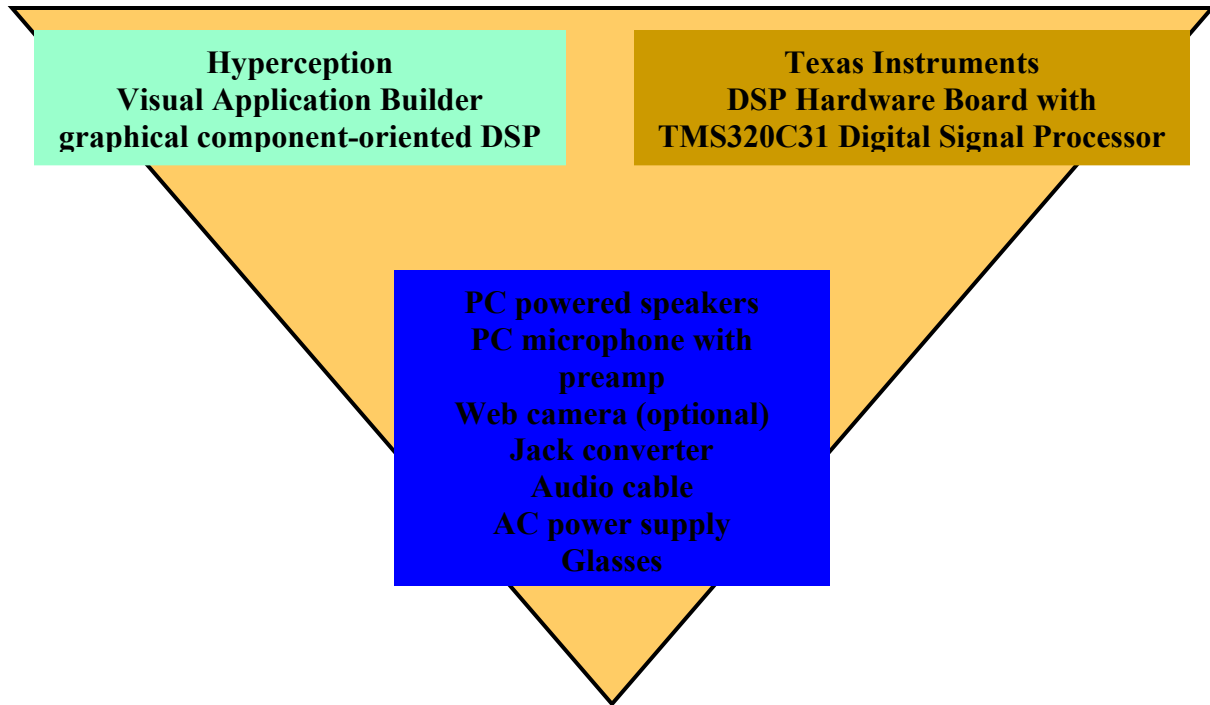 Hyperception
Visual Application Builder
graphical component-oriented DSP
Texas Instruments
DSP Hardware Board with
TMS320C31 Digital Signal Processor
PC powered speakers
PC microphone with
preamp
Web camera (optional)
Jack converter
Audio cable
AC power supply
Glasses